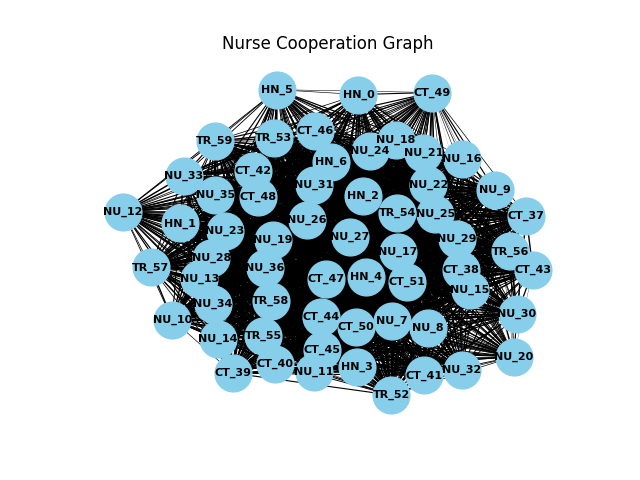 Nurse Cooperation Graph
HN_5
HN_0
CT_49
CT_46
TR_53
TR_59
NU_18
NU_24
NU_21
NU_16
HN_6
CT_42
NU_33
NU_31
NU_22
NU_9
NU_35
CT_48
HN_2
NU_12
TR_54
NU_25
CT_37
HN_1
NU_26
NU_23
NU_19
NU_27
NU_29
NU_17
TR_56
NU_28
TR_57
NU_36
CT_38
CT_43
NU_13
CT_47
HN_4
CT_51
NU_15
NU_34
TR_58
NU_10
CT_44
CT_50
NU_7
NU_8
NU_30
NU_14
TR_55
CT_45
NU_20
CT_39
CT_40
NU_11
HN_3
CT_41
NU_32
TR_52